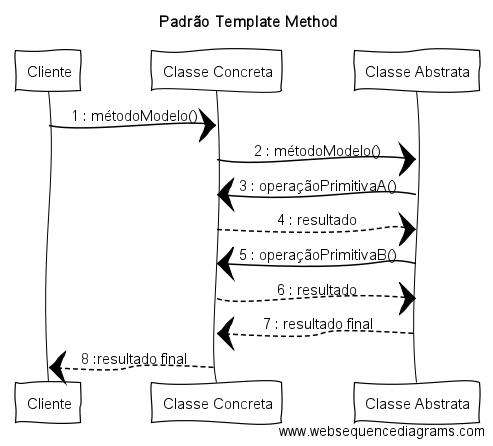 Padrão Template Method
Cliente
Classe Concreta
Classe Abstrata
1 : métodoModelo()
2 : métodoModelo()
3 : operaçãoPrimitivaA()
4 : resultado
5 : operaçãoPrimitivaB()
6 : resultado
7 : resultado final
8 :resultado final
Cliente
Classe Concreta
Classe Abstrata
www.websequencediagrams.com